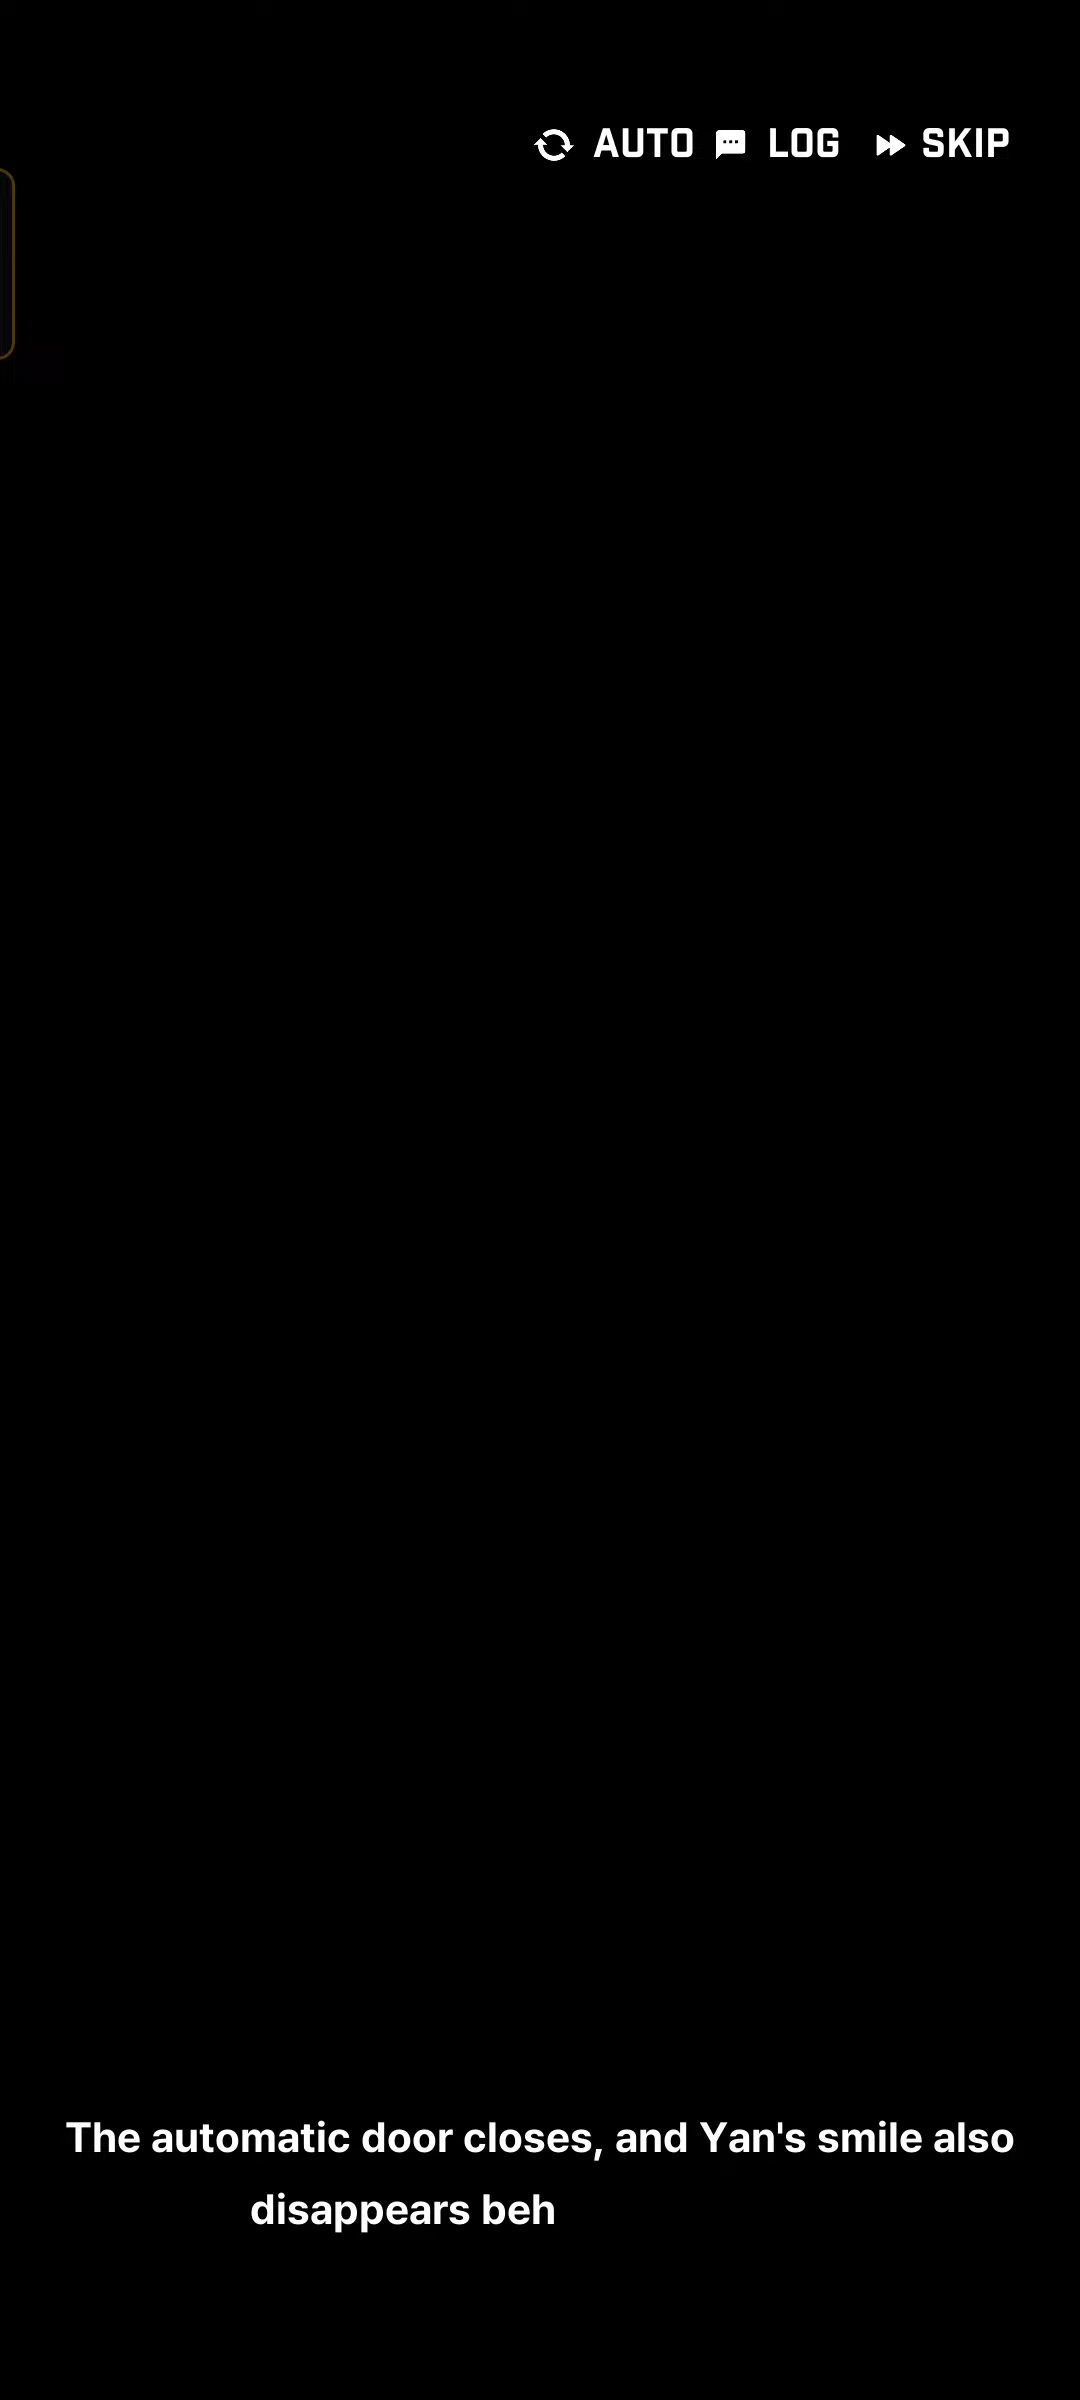 AUTO LOG SKIP
The automatic door closes, and Yan's smile also
disappears beh